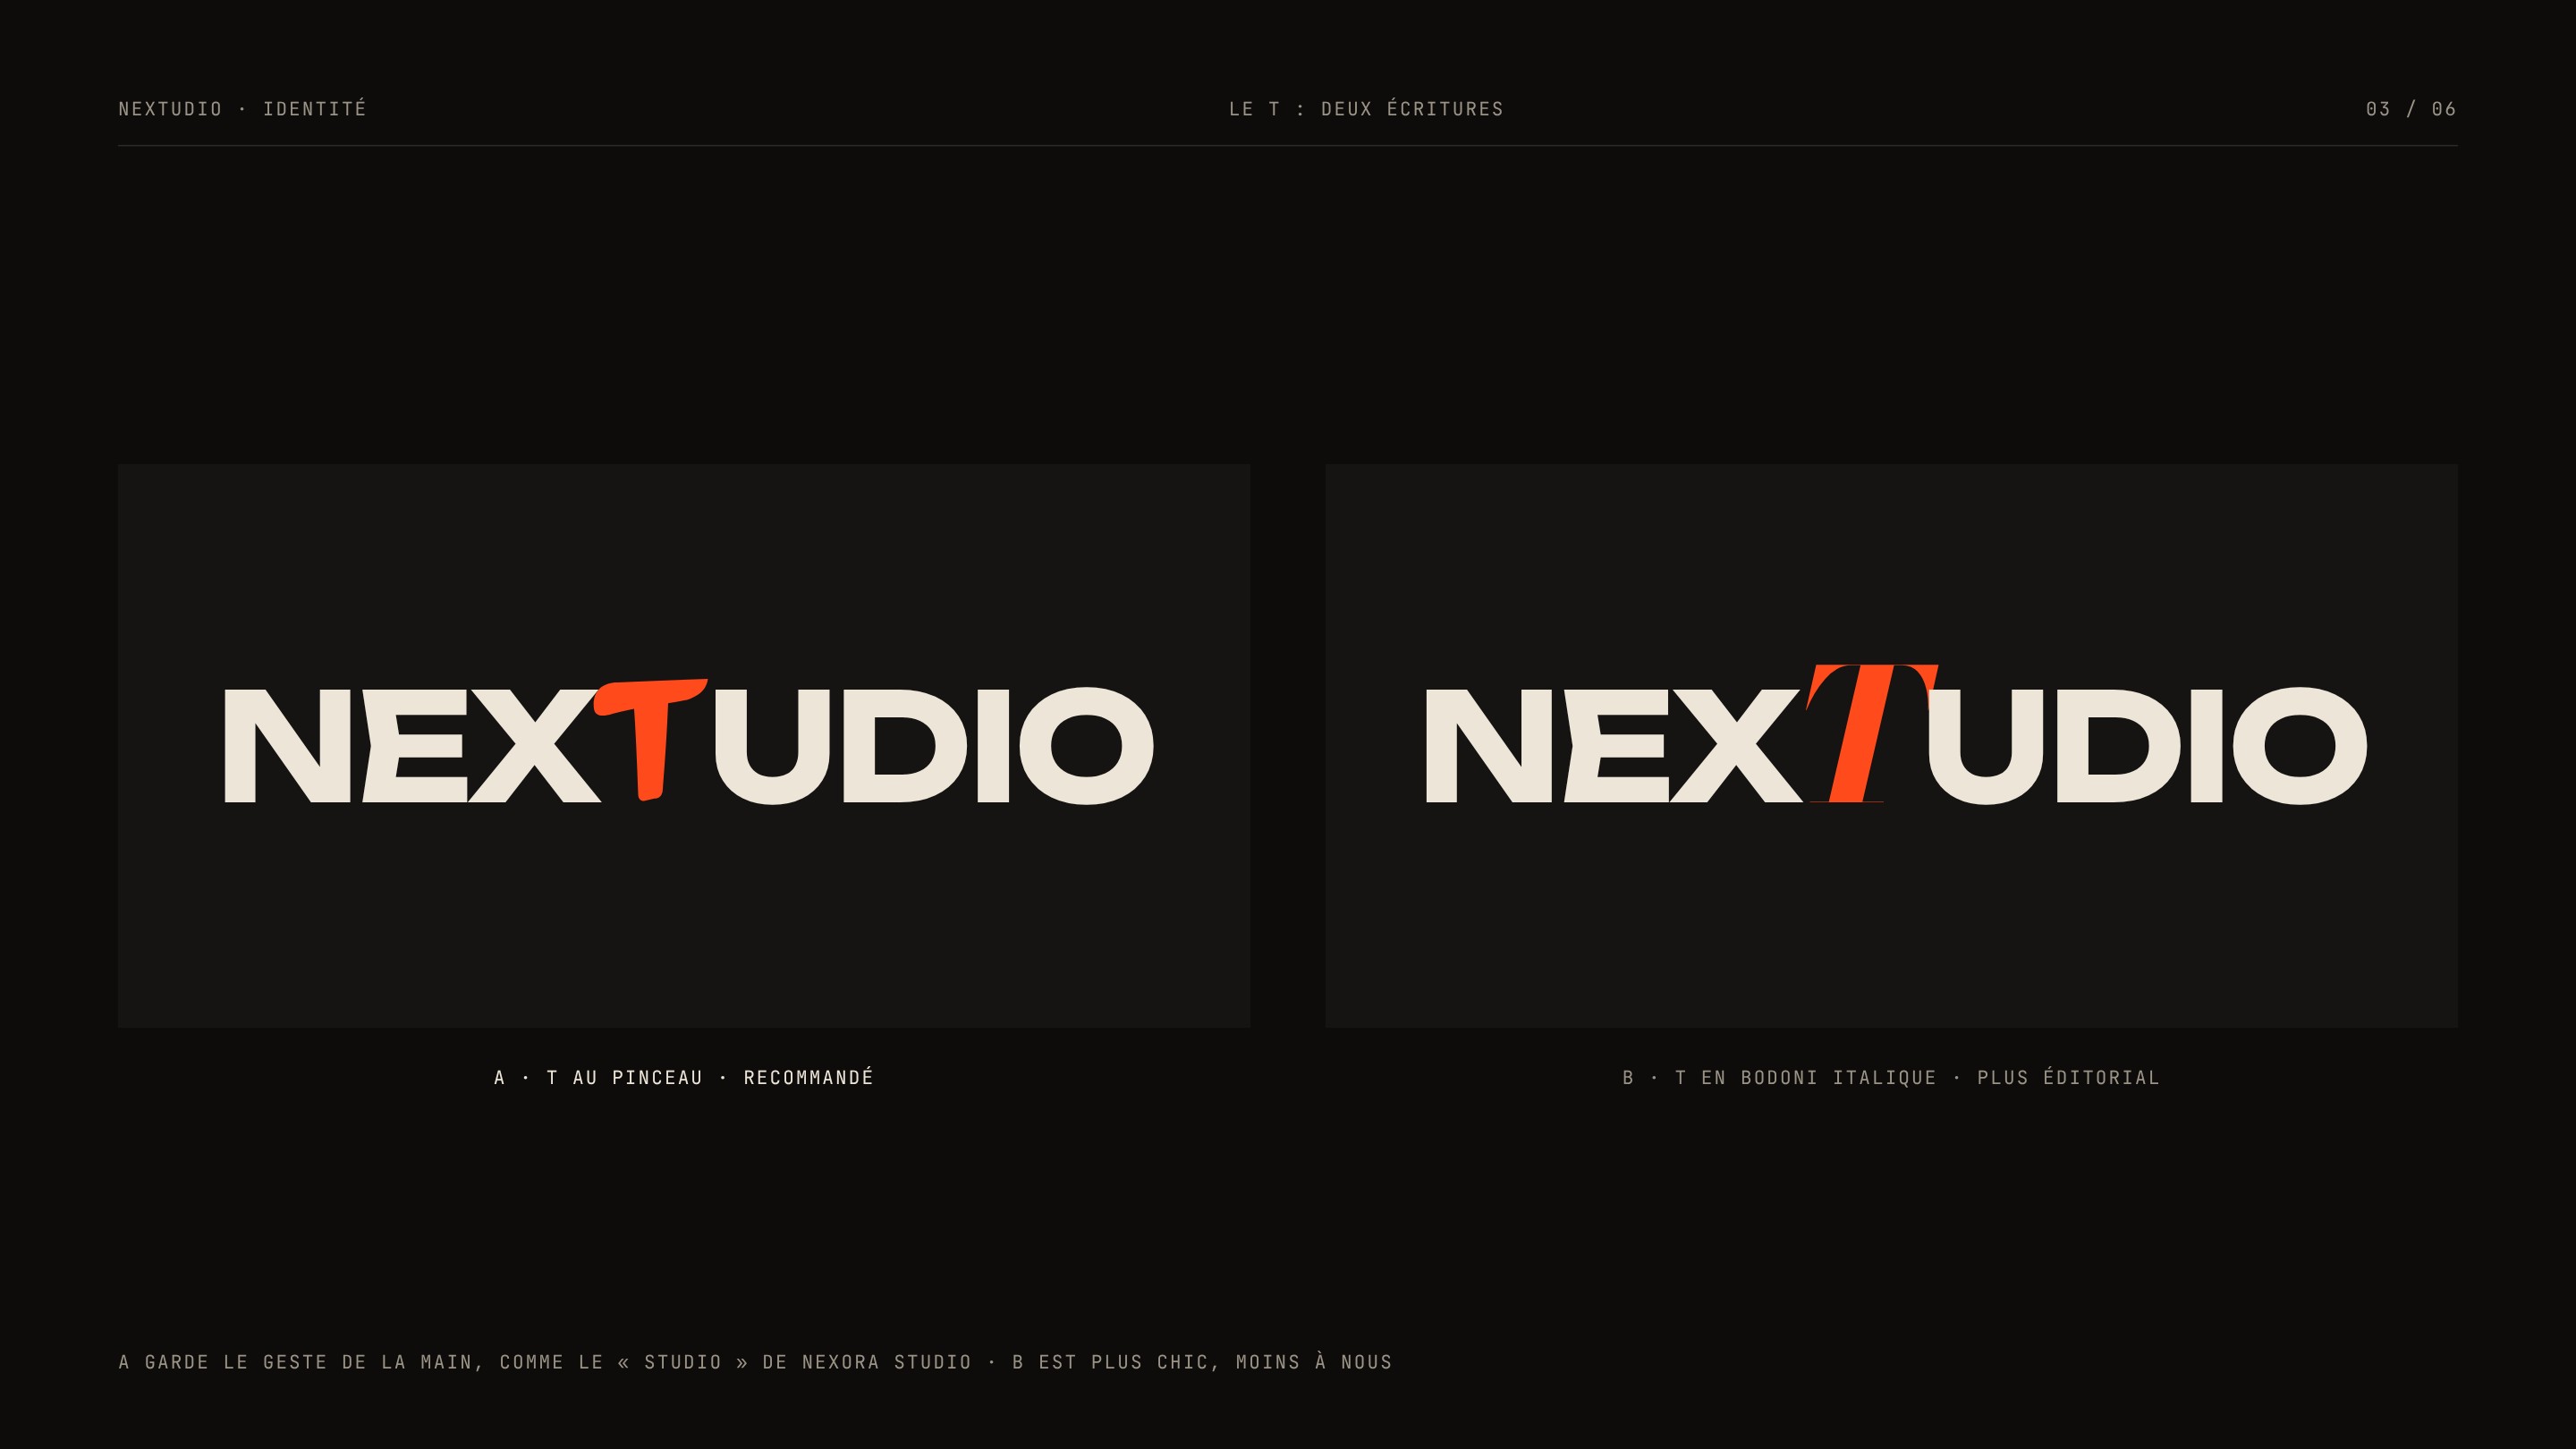 NEXTUDIO · IDENTITÉ
LE T : DEUX ÉCRITURES
03 / 06
NEXTUDIO
NEXTUDIO
A · T AU PINCEAU · RECOMMANDÉ
B · T EN BODONI ITALIQUE · PLUS ÉDITORIAL
A GARDE LE GESTE DE LA MAIN, COMME LE « STUDIO » DE NEXORA STUDIO · B EST PLUS CHIC, MOINS À NOUS